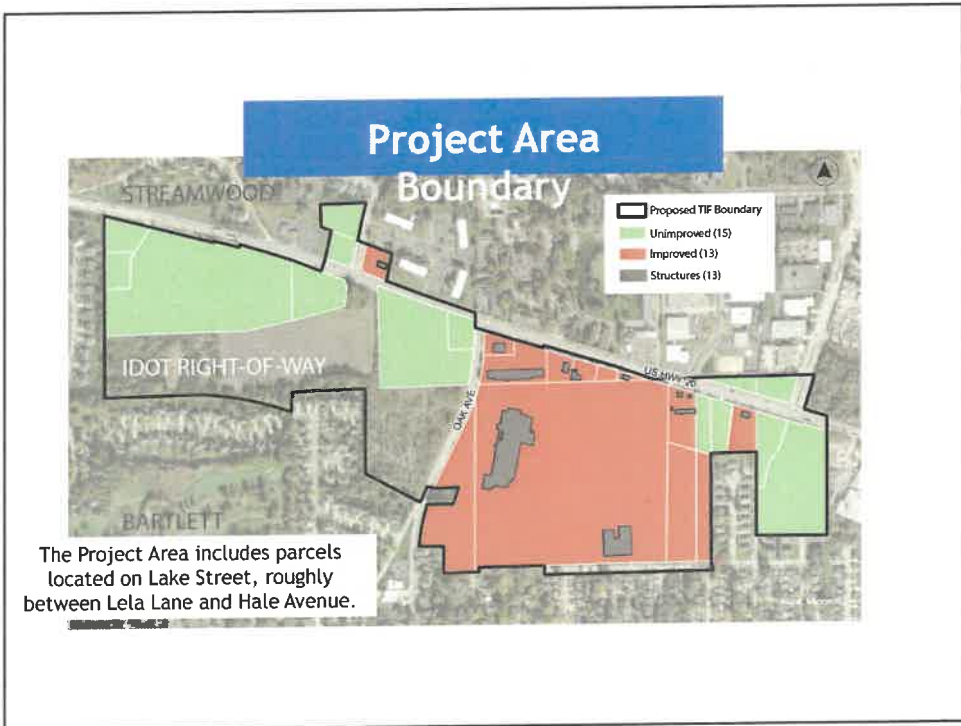 Project Area
Boundary
STREAMWOOD
Proposed TIF Boundary
Unimproved (15)
Improved (13)
Structures (13)
IDOT RIGHT-OF-WAY
US HWY 20
OAK AVE
BARTLETT
The Project Area includes parcels
located on Lake Street, roughly
between Lela Lane and Hale Avenue.